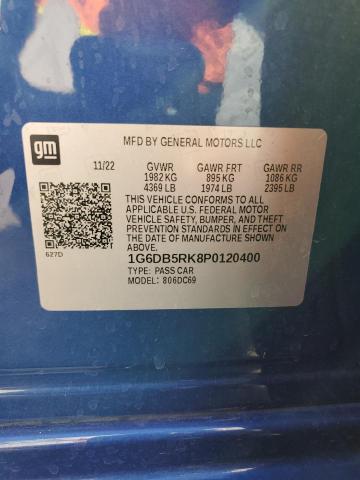 gm
MFD BY GENERAL MOTORS LLC
11/22 GVWR GAWR FRT GAWR RR
1982 KG 895 KG 1086 KG
4369 LB 1974 LB 2395 LB
THIS VEHICLE CONFORMS TO ALL
APPLICABLE U.S. FEDERAL MOTOR
VEHICLE SAFETY, BUMPER, AND THEFT
PREVENTION STANDARDS IN EFFECT ON
THE DATE OF MANUFACTURE SHOWN
ABOVE.
627D
1G6DB5RK8P0120400
TYPE: PASS CAR
MODEL: 806DC69